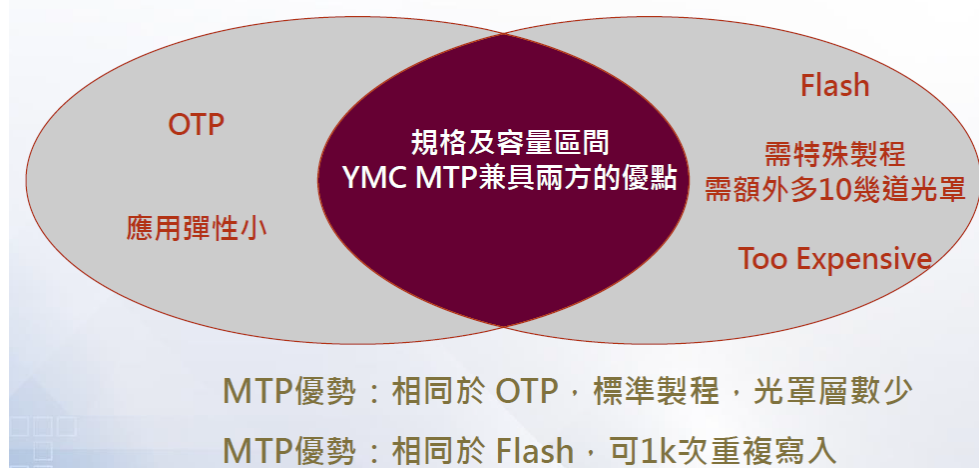 OTP
應用彈性小
規格及容量區間
YMC MTP兼具兩方的優點
Flash
需特殊製程
需額外多10幾道光罩
Too Expensive
MTP優勢：相同於 OTP，標準製程，光罩層數少
MTP優勢：相同於 Flash，可1k次重複寫入